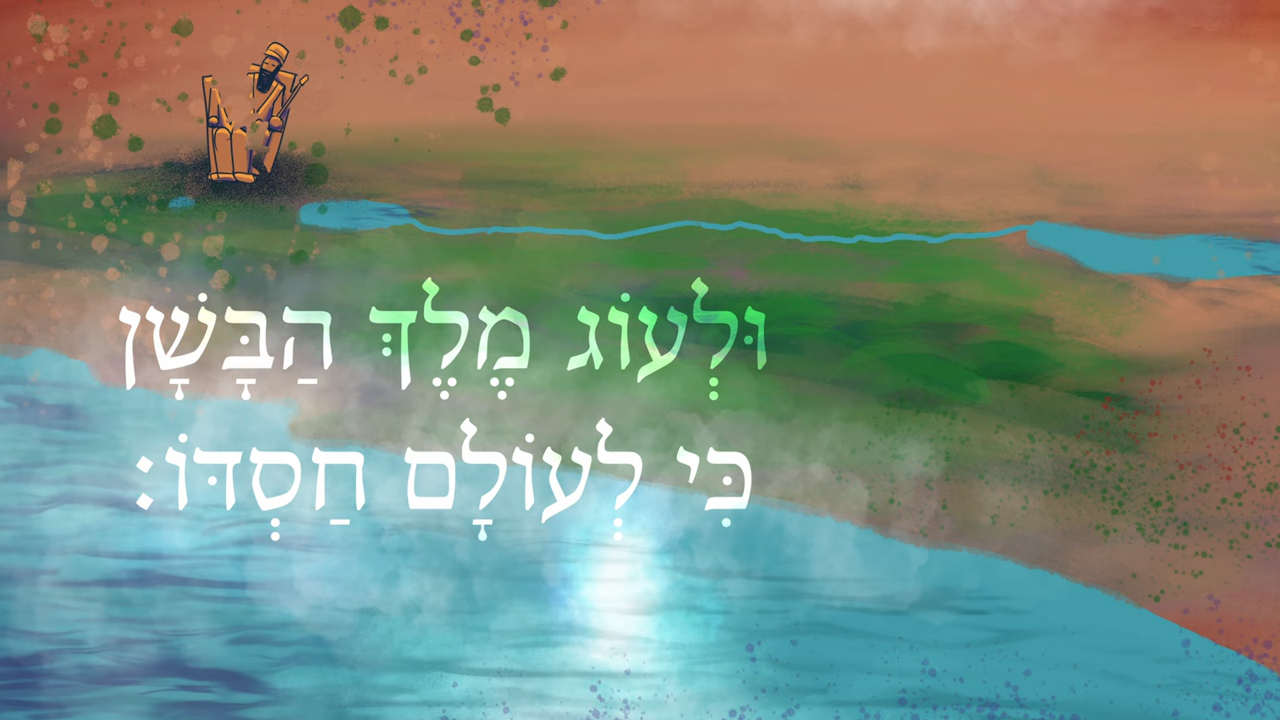 וּלְעוֹג מֶלֶךְ הַבָּשָׁן
כִּי לְעוֹלָם חַסְדּוֹ׃